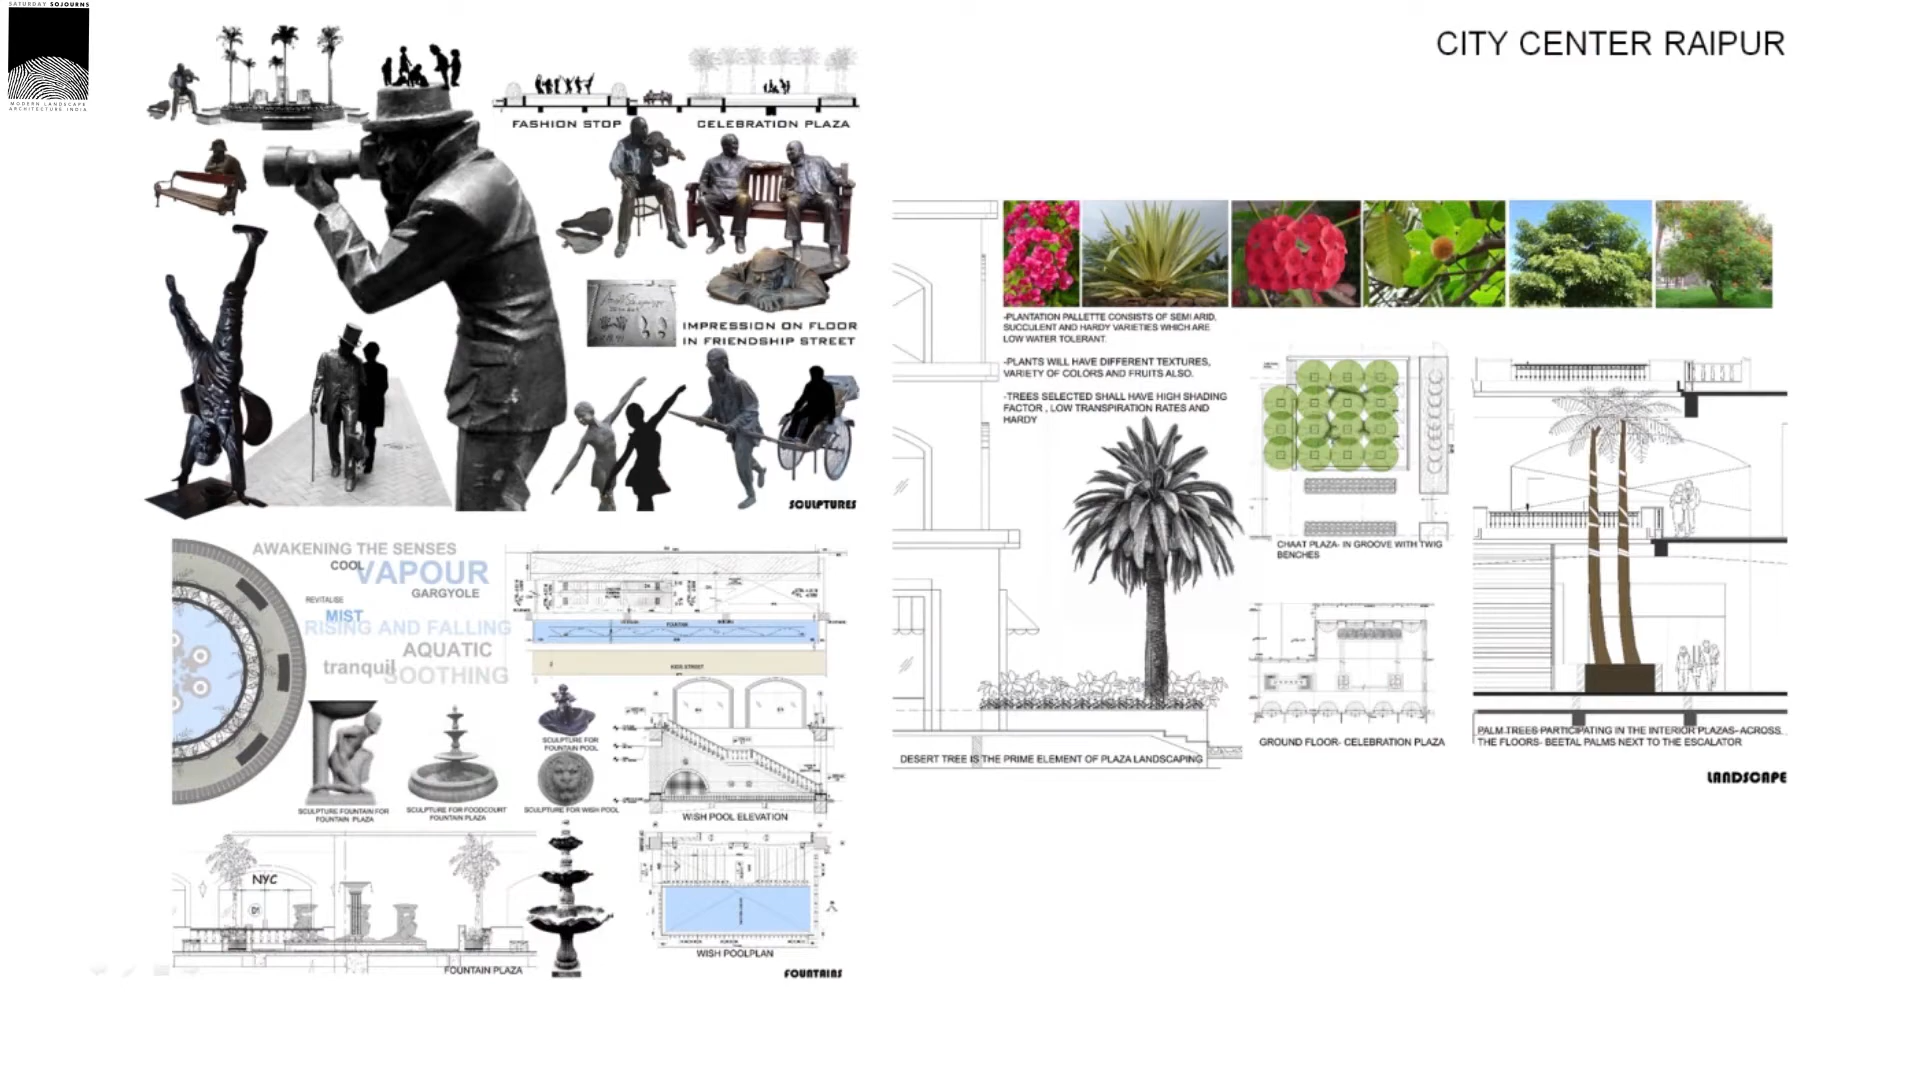 SATURDAY SOJOURNS
MODERN LANDSCAPE
ARCHITECTURE INDIA
CITY CENTER RAIPUR
FASHION STOP
CELEBRATION PLAZA
IMPRESSION ON FLOOR
IN FRIENDSHIP STREET
SCULPTURES
AWAKENING THE SENSES
COOL
VAPOUR
GARGYOLE
REVITALISE
MIST
RISING AND FALLING
AQUATIC
tranquil
SOOTHING
FOUNTAIN
KIDS STREET
SCULPTURE FOUNTAIN FOR
FOUNTAIN PLAZA
SCULPTURE FOR FOODCOURT
FOUNTAIN PLAZA
SCULPTURE FOR
FOUNTAIN POOL
SCULPTURE FOR WISH POOL
WISH POOL ELEVATION
NYC
FOUNTAIN PLAZA
WISH POOLPLAN
FOUNTAINS
-PLANTATION PALLETTE CONSISTS OF SEMI ARID,
SUCCULENT AND HARDY VARIETIES WHICH ARE
LOW WATER TOLERANT.
-PLANTS WILL HAVE DIFFERENT TEXTURES,
VARIETY OF COLORS AND FRUITS ALSO.
-TREES SELECTED SHALL HAVE HIGH SHADING
FACTOR , LOW TRANSPIRATION RATES AND
HARDY
DESERT TREE IS THE PRIME ELEMENT OF PLAZA LANDSCAPING
CHAAT PLAZA- IN GROOVE WITH TWIG
BENCHES
GROUND FLOOR- CELEBRATION PLAZA
PALM TREES PARTICIPATING IN THE INTERIOR PLAZAS- ACROSS
THE FLOORS- BEETAL PALMS NEXT TO THE ESCALATOR
LANDSCAPE